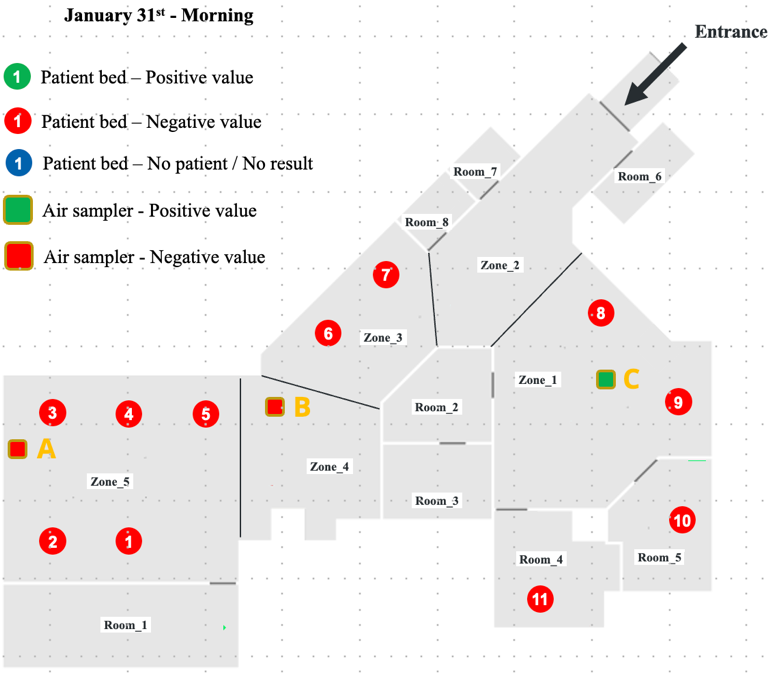 January 31st - Morning
Entrance
1 Patient bed – Positive value
1 Patient bed – Negative value
1 Patient bed – No patient / No result
Air sampler - Positive value
Air sampler - Negative value
Room_7
Room_6
Room_8
Zone_2
7
8
6
Zone_3
Zone_1
C
3
4
5
B
Room_2
9
A
Zone_5
Zone_4
Room_3
2
1
10
Room_4
Room_5
11
Room_1